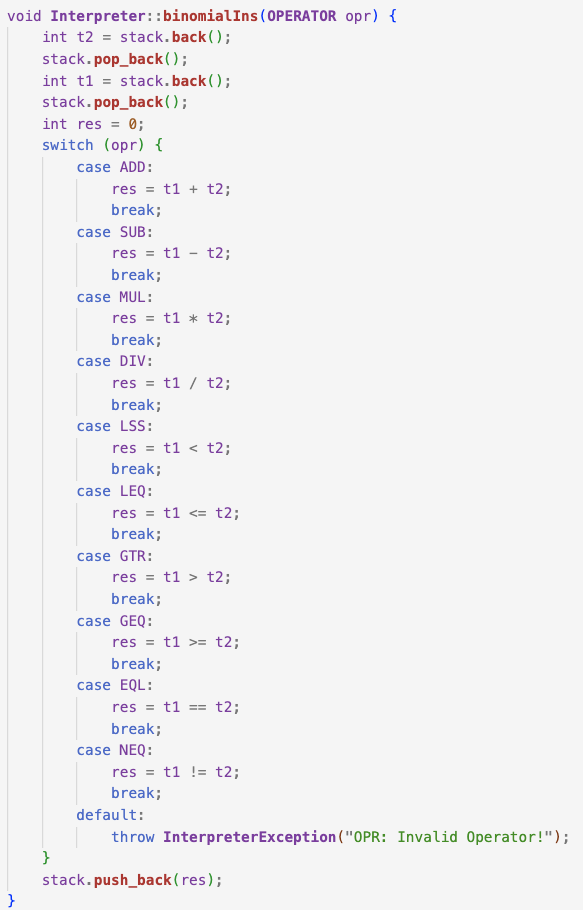 void Interpreter::binomialIns(OPERATOR opr) {
    int t2 = stack.back();
    stack.pop_back();
    int t1 = stack.back();
    stack.pop_back();
    int res = 0;
    switch (opr) {
        case ADD:
            res = t1 + t2;
            break;
        case SUB:
            res = t1 - t2;
            break;
        case MUL:
            res = t1 * t2;
            break;
        case DIV:
            res = t1 / t2;
            break;
        case LSS:
            res = t1 < t2;
            break;
        case LEQ:
            res = t1 <= t2;
            break;
        case GTR:
            res = t1 > t2;
            break;
        case GEQ:
            res = t1 >= t2;
            break;
        case EQL:
            res = t1 == t2;
            break;
        case NEQ:
            res = t1 != t2;
            break;
        default:
            throw InterpreterException("OPR: Invalid Operator!");
    }
    stack.push_back(res);
}